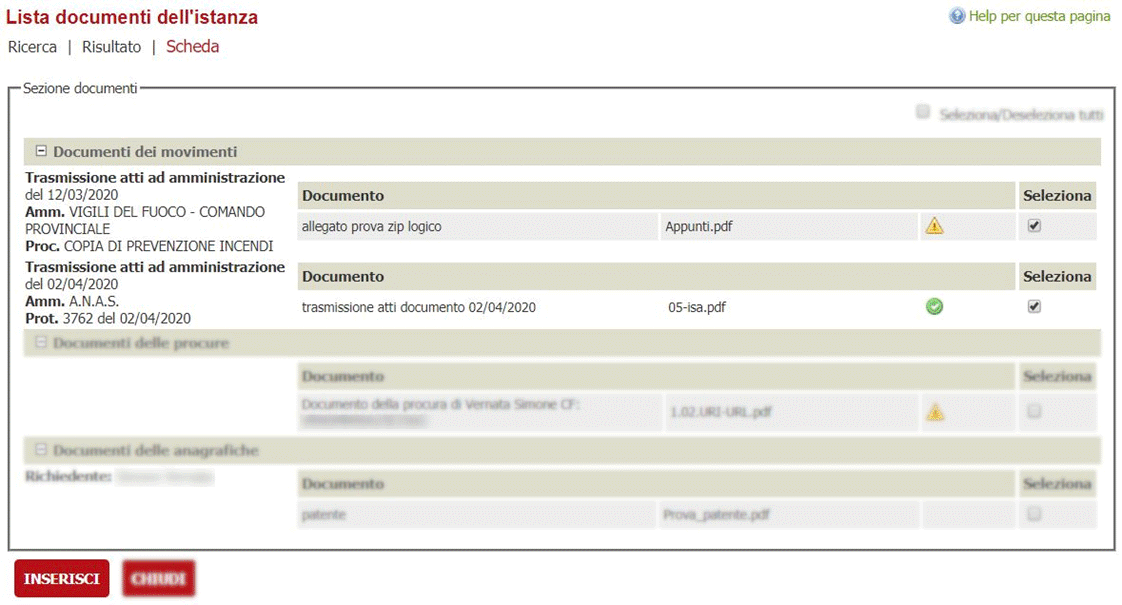 Lista documenti dell'istanza
Help per questa pagina
Ricerca | Risultato | Scheda
Sezione documenti
Seleziona/Deseleziona tutti
Documenti dei movimenti
Trasmissione atti ad amministrazione
del 12/03/2020
Amm. VIGILI DEL FUOCO - COMANDO
PROVINCIALE
Proc. COPIA DI PREVENZIONE INCENDI
Documento Seleziona
allegato prova zip logico Appunti.pdf
Trasmissione atti ad amministrazione
del 02/04/2020
Amm. A.N.A.S.
Prot. 3762 del 02/04/2020
Documento Seleziona
trasmissione atti documento 02/04/2020 05-isa.pdf
Documenti delle procure
Documento Seleziona
Documento della procura di Vernata Simone CF:
1.02.URI-URL.pdf
Documenti delle anagrafiche
Richiedente:
Documento Seleziona
patente Prova_patente.pdf
INSERISCI CHIUDI